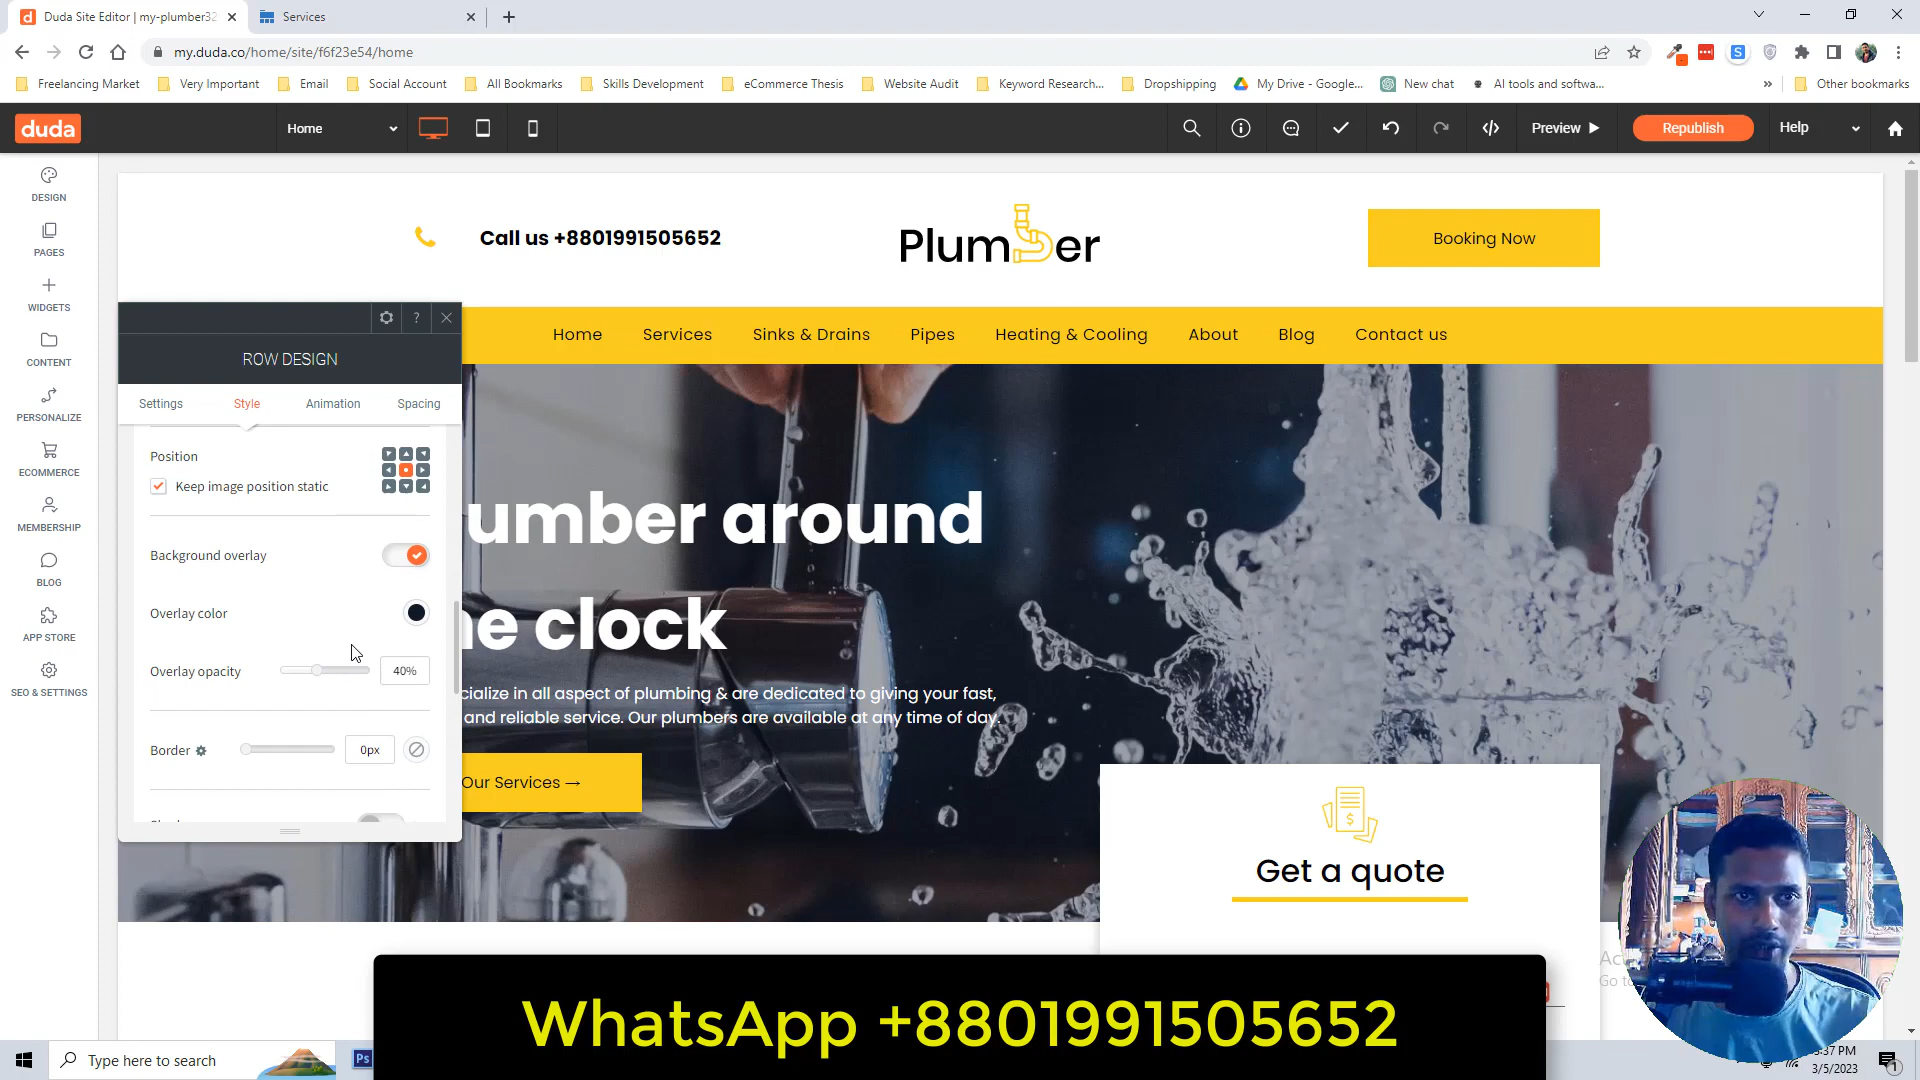 Duda Site Editor | my-plumber32
Services
my.duda.co/home/site/f6f23e54/home
Freelancing Market
Very Important
Email
Social Account
All Bookmarks
Skills Development
eCommerce Thesis
Website Audit
Keyword Research...
Dropshipping
My Drive - Google...
New chat
AI tools and softwa...
Other bookmarks
duda
Home
Preview
Republish
Help
DESIGN
PAGES
WIDGETS
CONTENT
PERSONALIZE
ECOMMERCE
MEMBERSHIP
BLOG
APP STORE
SEO & SETTINGS
Call us +8801991505652
Plumber
Booking Now
Home
Services
Sinks & Drains
Pipes
Heating & Cooling
About
Blog
Contact us
ROW DESIGN
Settings
Style
Animation
Spacing
Position
Keep image position static
Background overlay
Overlay color
Overlay opacity
40%
Border
0px
umber around
e clock
cialize in all aspect of plumbing & are dedicated to giving your fast,
and reliable service. Our plumbers are available at any time of day.
Our Services →
Get a quote
WhatsApp +8801991505652
Type here to search
Ps
:37 PM
3/5/2023
1